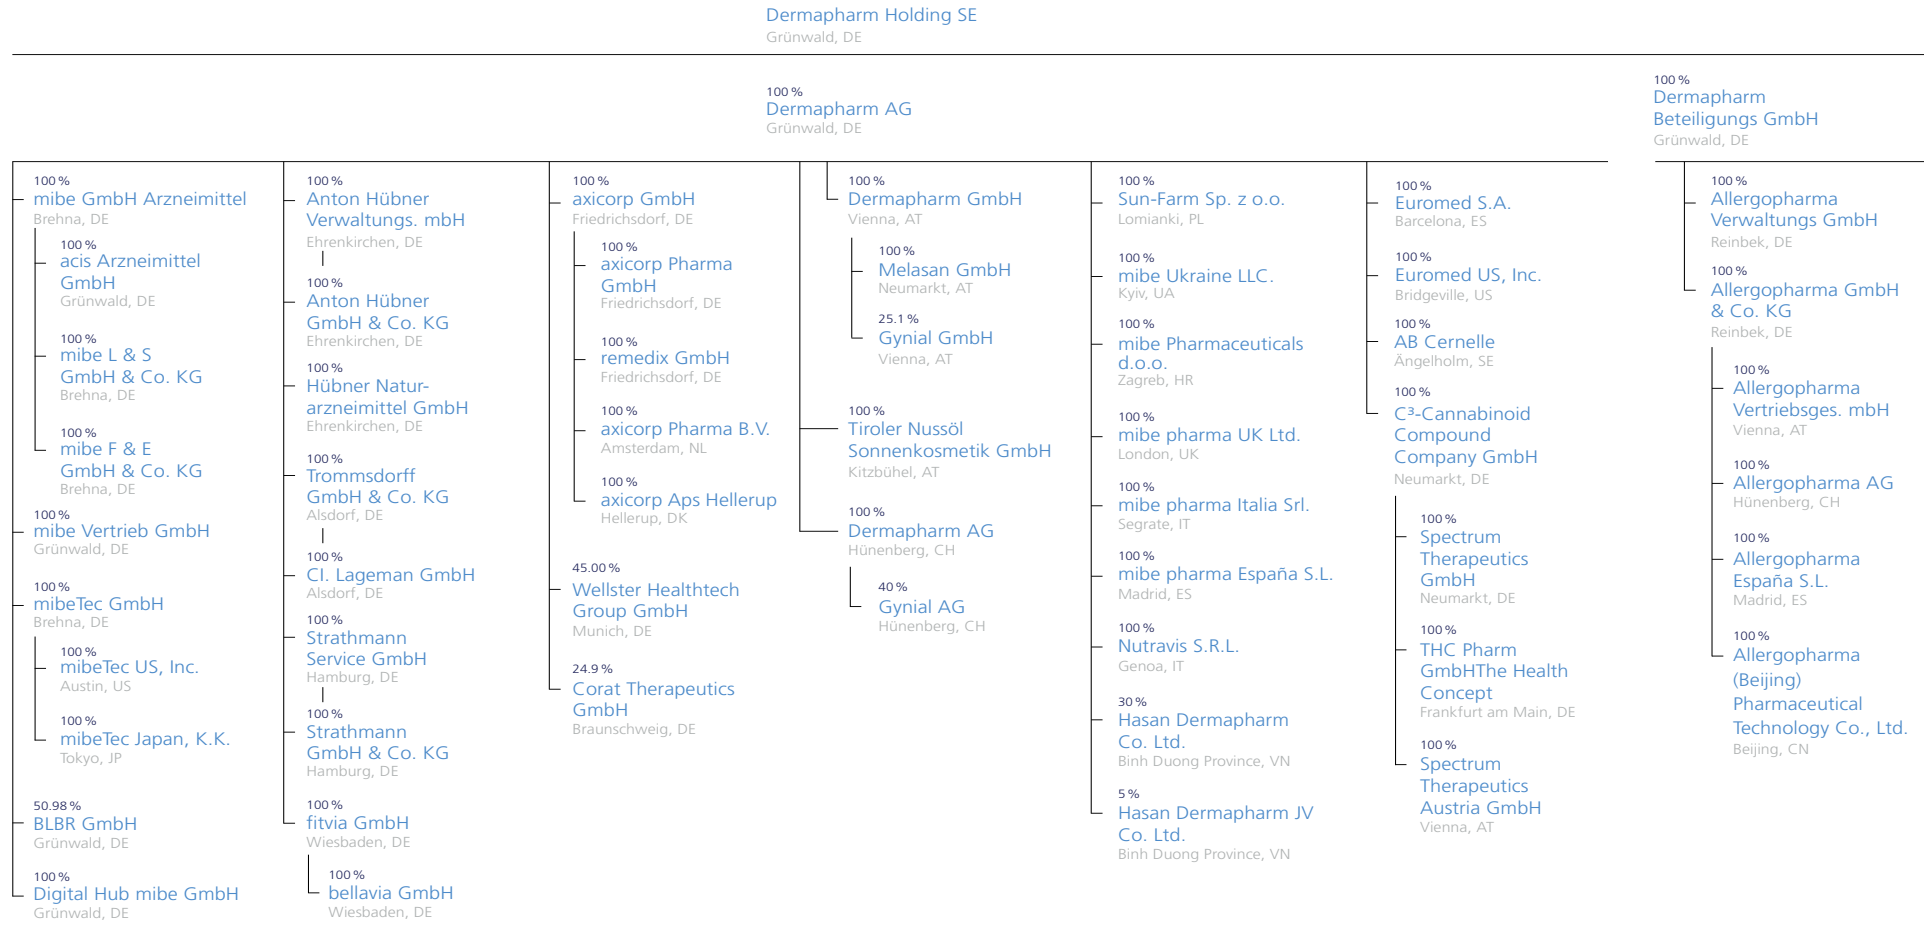 Dermapharm Holding SE
Grünwald, DE
100 %
Dermapharm AG
Grünwald, DE
100 %
Dermapharm
Beteiligungs GmbH
Grünwald, DE
100 %
mibe GmbH Arzneimittel
Brehna, DE
100 %
acis Arzneimittel
GmbH
Grünwald, DE
100 %
mibe L & S
GmbH & Co. KG
Brehna, DE
100 %
mibe F & E
GmbH & Co. KG
Brehna, DE
100 %
mibe Vertrieb GmbH
Grünwald, DE
100 %
mibeTec GmbH
Brehna, DE
100 %
mibeTec US, Inc.
Austin, US
100 %
mibeTec Japan, K.K.
Tokyo, JP
50.98 %
BLBR GmbH
Grünwald, DE
100 %
Digital Hub mibe GmbH
Grünwald, DE
100 %
Anton Hübner
Verwaltungs. mbH
Ehrenkirchen, DE
100 %
Anton Hübner
GmbH & Co. KG
Ehrenkirchen, DE
100 %
Hübner Natur-
arzneimittel GmbH
Ehrenkirchen, DE
100 %
Trommsdorff
GmbH & Co. KG
Alsdorf, DE
100 %
CI. Lageman GmbH
Alsdorf, DE
100 %
Strathmann
Service GmbH
Hamburg, DE
100 %
Strathmann
GmbH & Co. KG
Hamburg, DE
100 %
fitvia GmbH
Wiesbaden, DE
100 %
bellavia GmbH
Wiesbaden, DE
100 %
axicorp GmbH
Friedrichsdorf, DE
100 %
axicorp Pharma
GmbH
Friedrichsdorf, DE
100 %
remedix GmbH
Friedrichsdorf, DE
100 %
axicorp Pharma B.V.
Amsterdam, NL
100 %
axicorp Aps Hellerup
Hellerup, DK
45.00 %
Wellster Healthtech
Group GmbH
Munich, DE
24.9 %
Corat Therapeutics
GmbH
Braunschweig, DE
100 %
Dermapharm GmbH
Vienna, AT
100 %
Melasan GmbH
Neumarkt, AT
25.1 %
Gynial GmbH
Vienna, AT
100 %
Tiroler Nussöl
Sonnenkosmetik GmbH
Kitzbühel, AT
100 %
Dermapharm AG
Hünenberg, CH
40 %
Gynial AG
Hünenberg, CH
100 %
Sun-Farm Sp. z o.o.
Lomianki, PL
100 %
mibe Ukraine LLC.
Kyiv, UA
100 %
mibe Pharmaceuticals
d.o.o.
Zagreb, HR
100 %
mibe pharma UK Ltd.
London, UK
100 %
mibe pharma Italia Srl.
Segrate, IT
100 %
mibe pharma España S.L.
Madrid, ES
100 %
Nutravis S.R.L.
Genoa, IT
30 %
Hasan Dermapharm
Co. Ltd.
Binh Duong Province, VN
5 %
Hasan Dermapharm JV
Co. Ltd.
Binh Duong Province, VN
100 %
Euromed S.A.
Barcelona, ES
100 %
Euromed US, Inc.
Bridgeville, US
100 %
AB Cernelle
Ängelholm, SE
100 %
C³-Cannabinoid
Compound
Company GmbH
Neumarkt, DE
100 %
Spectrum
Therapeutics
GmbH
Neumarkt, DE
100 %
THC Pharm
GmbHThe Health
Concept
Frankfurt am Main, DE
100 %
Spectrum
Therapeutics
Austria GmbH
Vienna, AT
100 %
Allergopharma
Verwaltungs GmbH
Reinbek, DE
100 %
Allergopharma GmbH
& Co. KG
Reinbek, DE
100 %
Allergopharma
Vertriebsges. mbH
Vienna, AT
100 %
Allergopharma AG
Hünenberg, CH
100 %
Allergopharma
España S.L.
Madrid, ES
100 %
Allergopharma
(Beijing)
Pharmaceutical
Technology Co., Ltd.
Beijing, CN